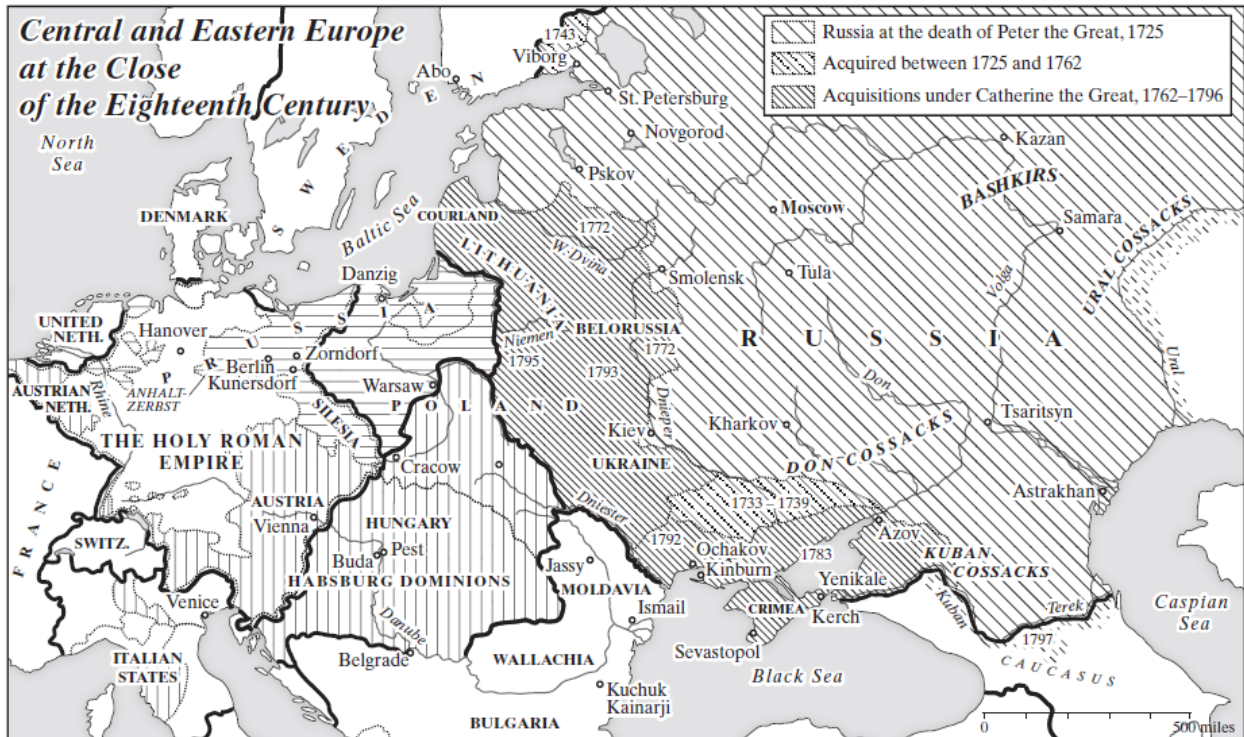 Central and Eastern Europe
at the Close
of the Eighteenth Century
Russia at the death of Peter the Great, 1725
Acquired between 1725 and 1762
Acquisitions under Catherine the Great, 1762–1796
1743
Viborg
Abo
St. Petersburg
North
Sea
SWEDEN
Novgorod
Kazan
Pskov
BASHKIRS
DENMARK
Baltic Sea
COURLAND
Moscow
Samara
1772
W. Dvina
LITHUANIA
URAL COSSACKS
Danzig
Smolensk
Tula
Volga
UNITED
NETH.
Hanover
PRUSSIA
Niemen
BELORUSSIA
RUSSIA
Zorndorf
1795
1772
Berlin
Kunersdorf
1793
Ural
AUSTRIAN
NETH.
Rhine
ANHALT-
ZERBST
Warsaw
Dnieper
Don
SILESIA
POLAND
Tsaritsyn
Kiev
Kharkov
THE HOLY ROMAN
EMPIRE
Cracow
UKRAINE
DON COSSACKS
FRANCE
AUSTRIA
Vienna
Dniester
1733–1739
Astrakhan
HUNGARY
SWITZ.
1792
Azov
Buda
Pest
Ochakov
1783
KUBAN
COSSACKS
Kinburn
Jassy
HABSBURG DOMINIONS
MOLDAVIA
Yenikale
Venice
Ismail
CRIMEA
Kerch
Kuban
Terek
Caspian
Sea
Danube
1797
Sevastopol
ITALIAN
STATES
Belgrade
WALLACHIA
CAUCASUS
Black Sea
Kuchuk
Kainarji
BULGARIA
0
500 miles